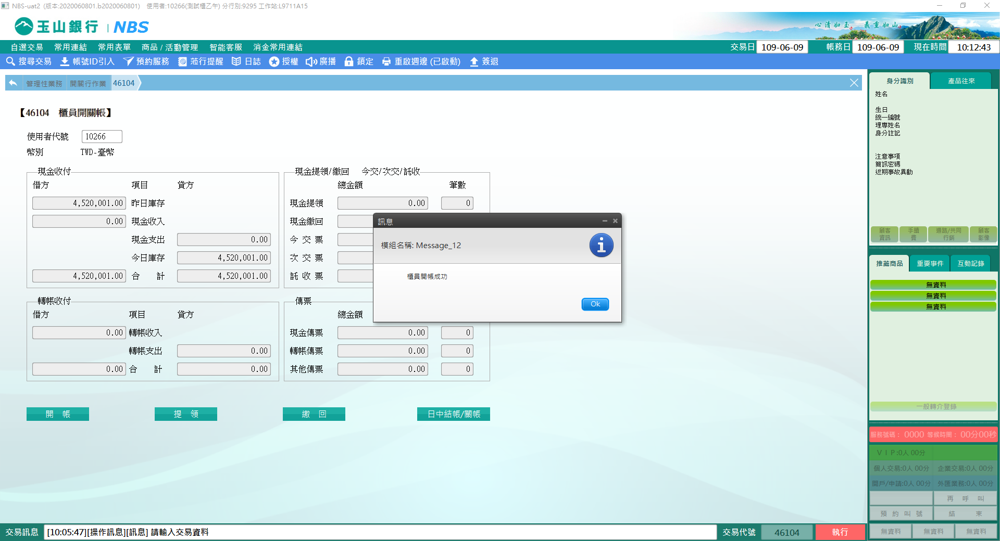 NBS-uat2 (版本:2020060801.b2020060801) 使用者:10266(測試櫃乙午) 分行別:9295 工作站:L9711A15
玉山銀行 | NBS
心清如玉 義重如山
自選交易 常用連結 常用表單 商品 / 活動管理 智能客服 消金常用連結 交易日 109-06-09 帳務日 109-06-09 現在時間 10:12:43
搜尋交易 帳號ID引入 預約服務 蒞行提醒 日誌 授權 廣播 鎖定 重啟週邊 (已啟動) 簽退
管理性業務 開關行作業 46104
【46104 櫃員開關帳】
使用者代號 10266
幣別 TWD-臺幣
現金收付
借方 項目 貸方
4,520,001.00 昨日庫存
0.00 現金收入
現金支出 0.00
今日庫存 4,520,001.00
4,520,001.00 合 計 4,520,001.00
現金提領/繳回 今交/次交/託收
總金額 筆數
現金提領 0.00 0
現金繳回
今 交 票
次 交 票
託 收 票
訊息
模組名稱: Message_12
櫃員開帳成功
Ok
轉帳收付
借方 項目 貸方
0.00 轉帳收入
轉帳支出 0.00
0.00 合 計 0.00
傳票
總金額
現金傳票 0.00 0
轉帳傳票 0.00 0
其他傳票 0.00 0
開 帳 提 領 繳 回 日中結帳/關帳
身分識別 產品往來
姓名
生日
統一編號
理專姓名
身分註記
注意事項
簡訊密碼
近期事故異動
顧客資訊 手續費 通路/共同行銷 顧客影像
推薦商品 重要事件 互動記錄
無資料
無資料
無資料
一般轉介登錄
服務號碼： 0000 等候時間： 00分00秒
ＶＩＰ:0人 00分
個人交易:0人 00分 企業交易:0人 00分
開戶/申請:0人 00分 外匯業務:0人 00分
再 呼 叫
預 約 叫 號 結 束
無資料 無資料 無資料
交易訊息 [10:05:47][操作訊息][訊息] 請輸入交易資料 交易代號 46104 執行